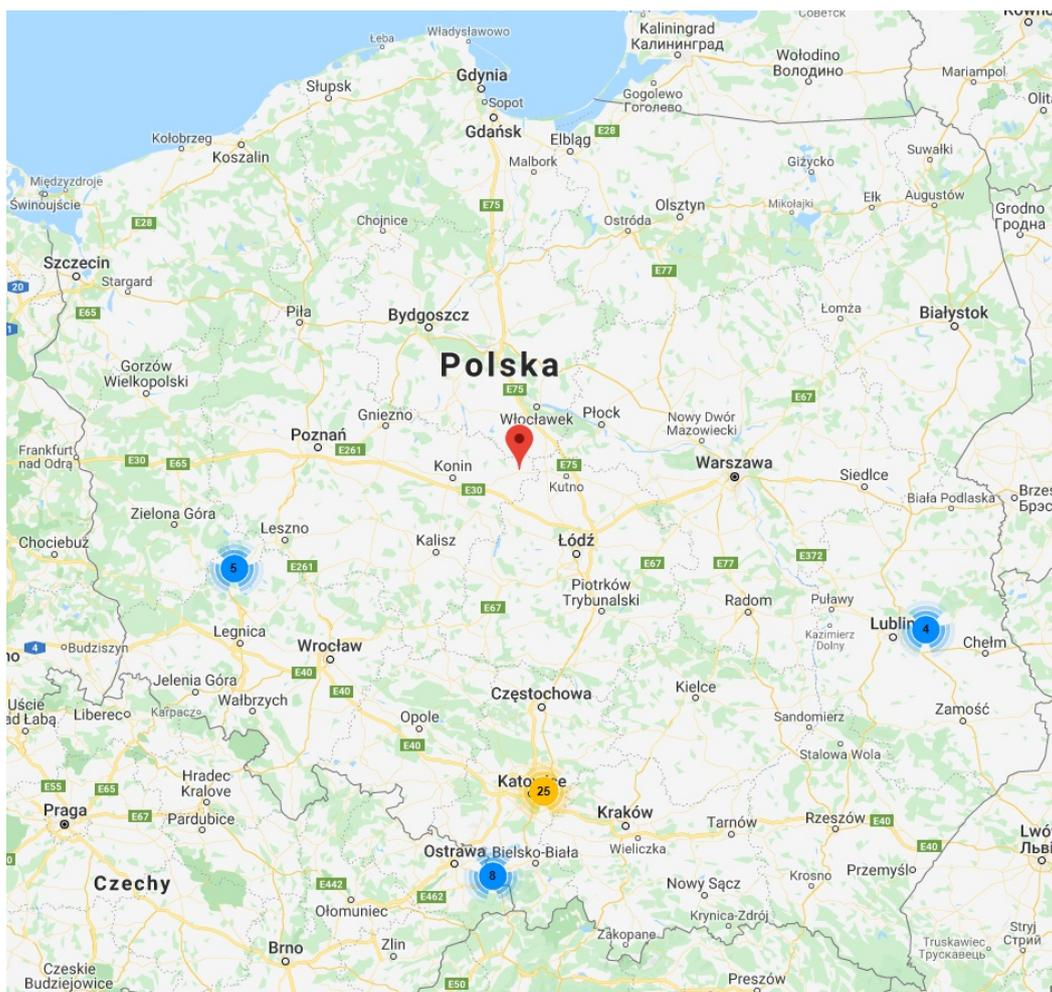 Советск
Kaliningrad
Калининград
Władysławowo
Łeba
Wołodino
Володино
Gdynia
Mariampol
Słupsk
Sopot
Gogolewo
Гоголево
Gdańsk
E28
Elbląg
Kołobrzeg
Koszalin
Malbork
Giżycko
Suwałki
Międzyzdroje
Świnoujście
E28
E75
Olsztyn
Ełk
Augustów
Mikołajki
Chojnice
Ostróda
Grodno
Гродна
Szczecin
20
Stargard
E77
E65
Piła
Bydgoszcz
Łomża
Białystok
1
Polska
Gorzów
Wielkopolski
E75
E67
Gniezno
Włocławek
Płock
Nowy Dwór
Mazowiecki
Poznań
E261
Frankfurt
nad Odrą
E30
E65
Konin
E75
Warszawa
Siedlce
Kutno
E30
Biała Podlaska
Zielona Góra
Leszno
Chociebuż
Kalisz
Łódź
E372
5
E261
E67
E77
Piotrków
Trybunalski
E67
Radom
Puławy
Legnica
Lublin
4
Kazimierz
Dolny
Chełm
4
Budziszyn
Wrocław
E40
Jelenia Góra
E40
Wałbrzych
Częstochowa
Kielce
Liberec
Karpacz
Opole
Sandomierz
Zamość
E40
Stalowa Wola
Hradec
Kralove
Katowice
25
E55
E65
Praga
E67
Pardubice
Kraków
Tarnów
Rzeszów
E40
Wieliczka
E40
Ostrawa
Bielsko-Biała
8
Czechy
E442
E462
Krosno
Przemyśl
Ołomuniec
Nowy Sącz
Krynica-Zdrój
Zakopane
Brno
Zlin
Stryj
Стрий
Truskawiec
Трускавець
Czeskie
Budziejowice
E50
Preszów